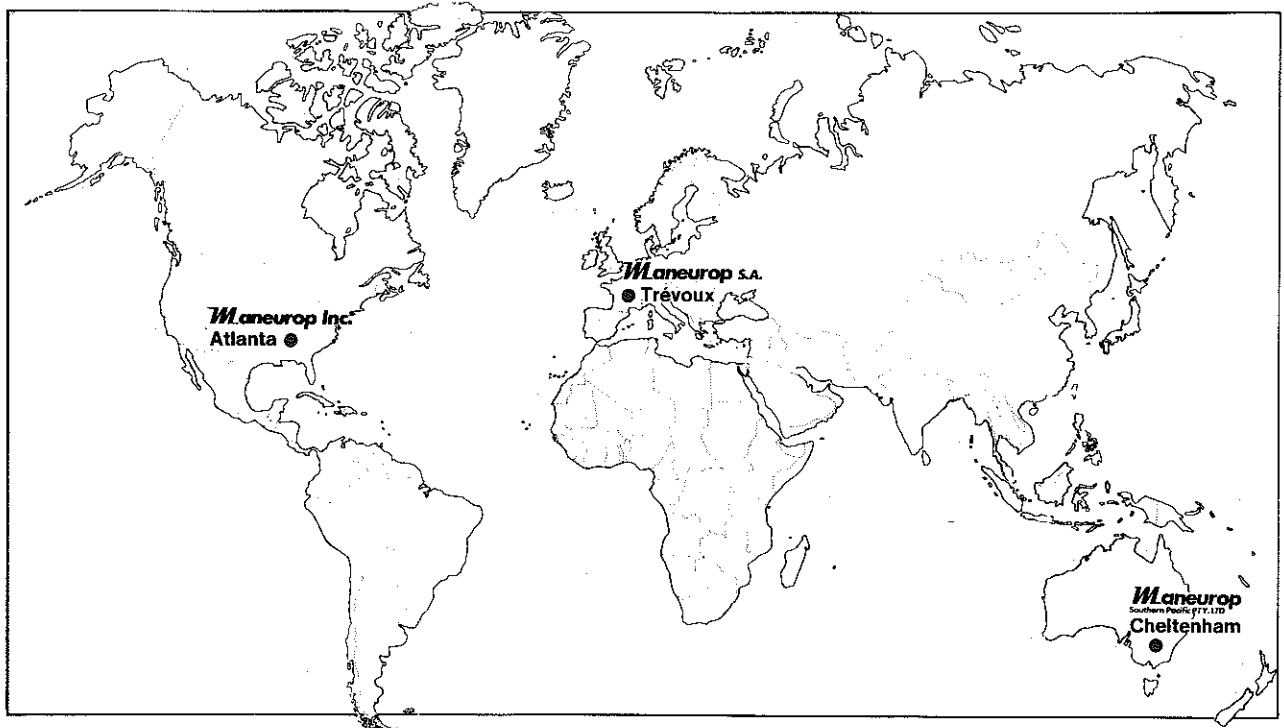 Maneurop S.A.
Trévoux
Maneurop Inc.
Atlanta
Maneurop
Southern Pacific PTY. LTD
Cheltenham